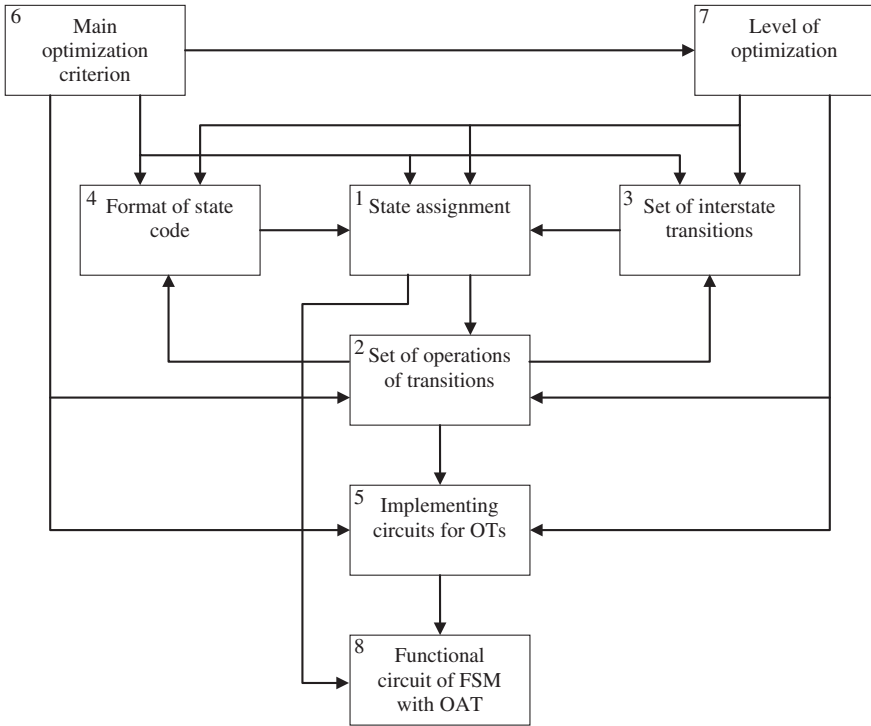 6
Main
optimization
criterion
7
Level of
optimization
4
Format of state
code
1
State assignment
3
Set of interstate
transitions
2
Set of operations
of transitions
5
Implementing
circuits for OTs
8
Functional
circuit of FSM
with OAT